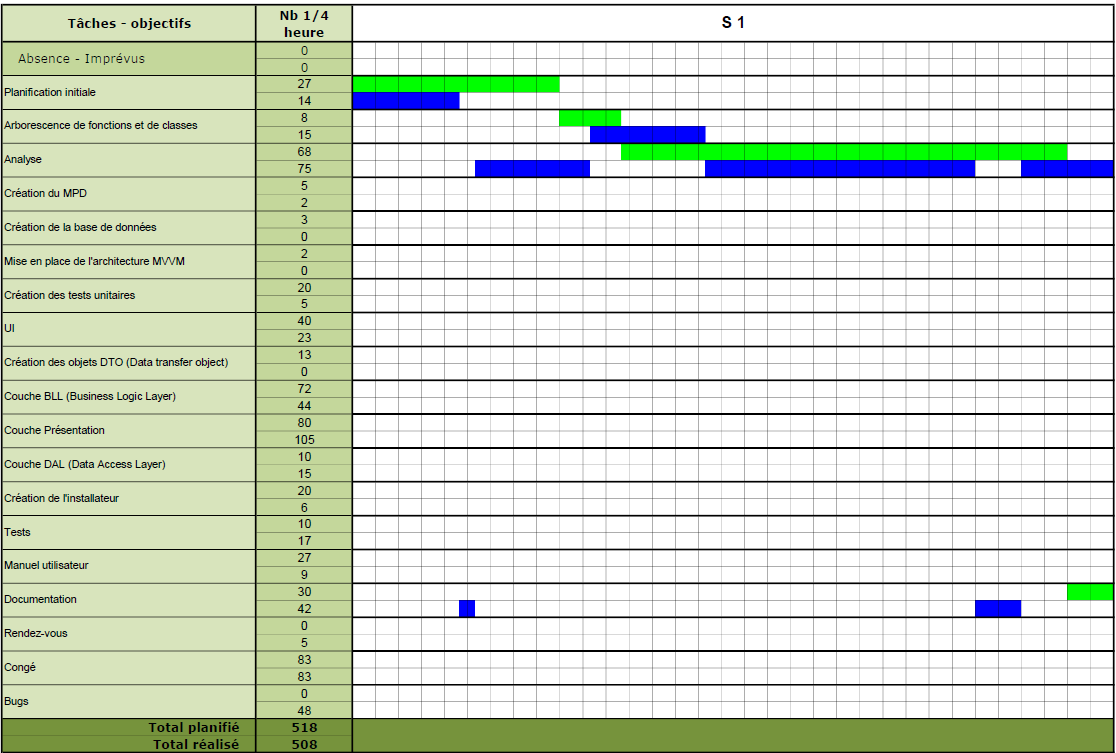 Tâches - objectifs
Nb 1/4
heure
S 1
Absence - Imprévus
0
0
Planification initiale
27
14
Arborescence de fonctions et de classes
8
15
Analyse
68
75
Création du MPD
5
2
Création de la base de données
3
0
Mise en place de l'architecture MVVM
2
0
Création des tests unitaires
20
5
UI
40
23
Création des objets DTO (Data transfer object)
13
0
Couche BLL (Business Logic Layer)
72
44
Couche Présentation
80
105
Couche DAL (Data Access Layer)
10
15
Création de l'installateur
20
6
Tests
10
17
Manuel utilisateur
27
9
Documentation
30
42
Rendez-vous
0
5
Congé
83
83
Bugs
0
48
Total planifié 518
Total réalisé 508